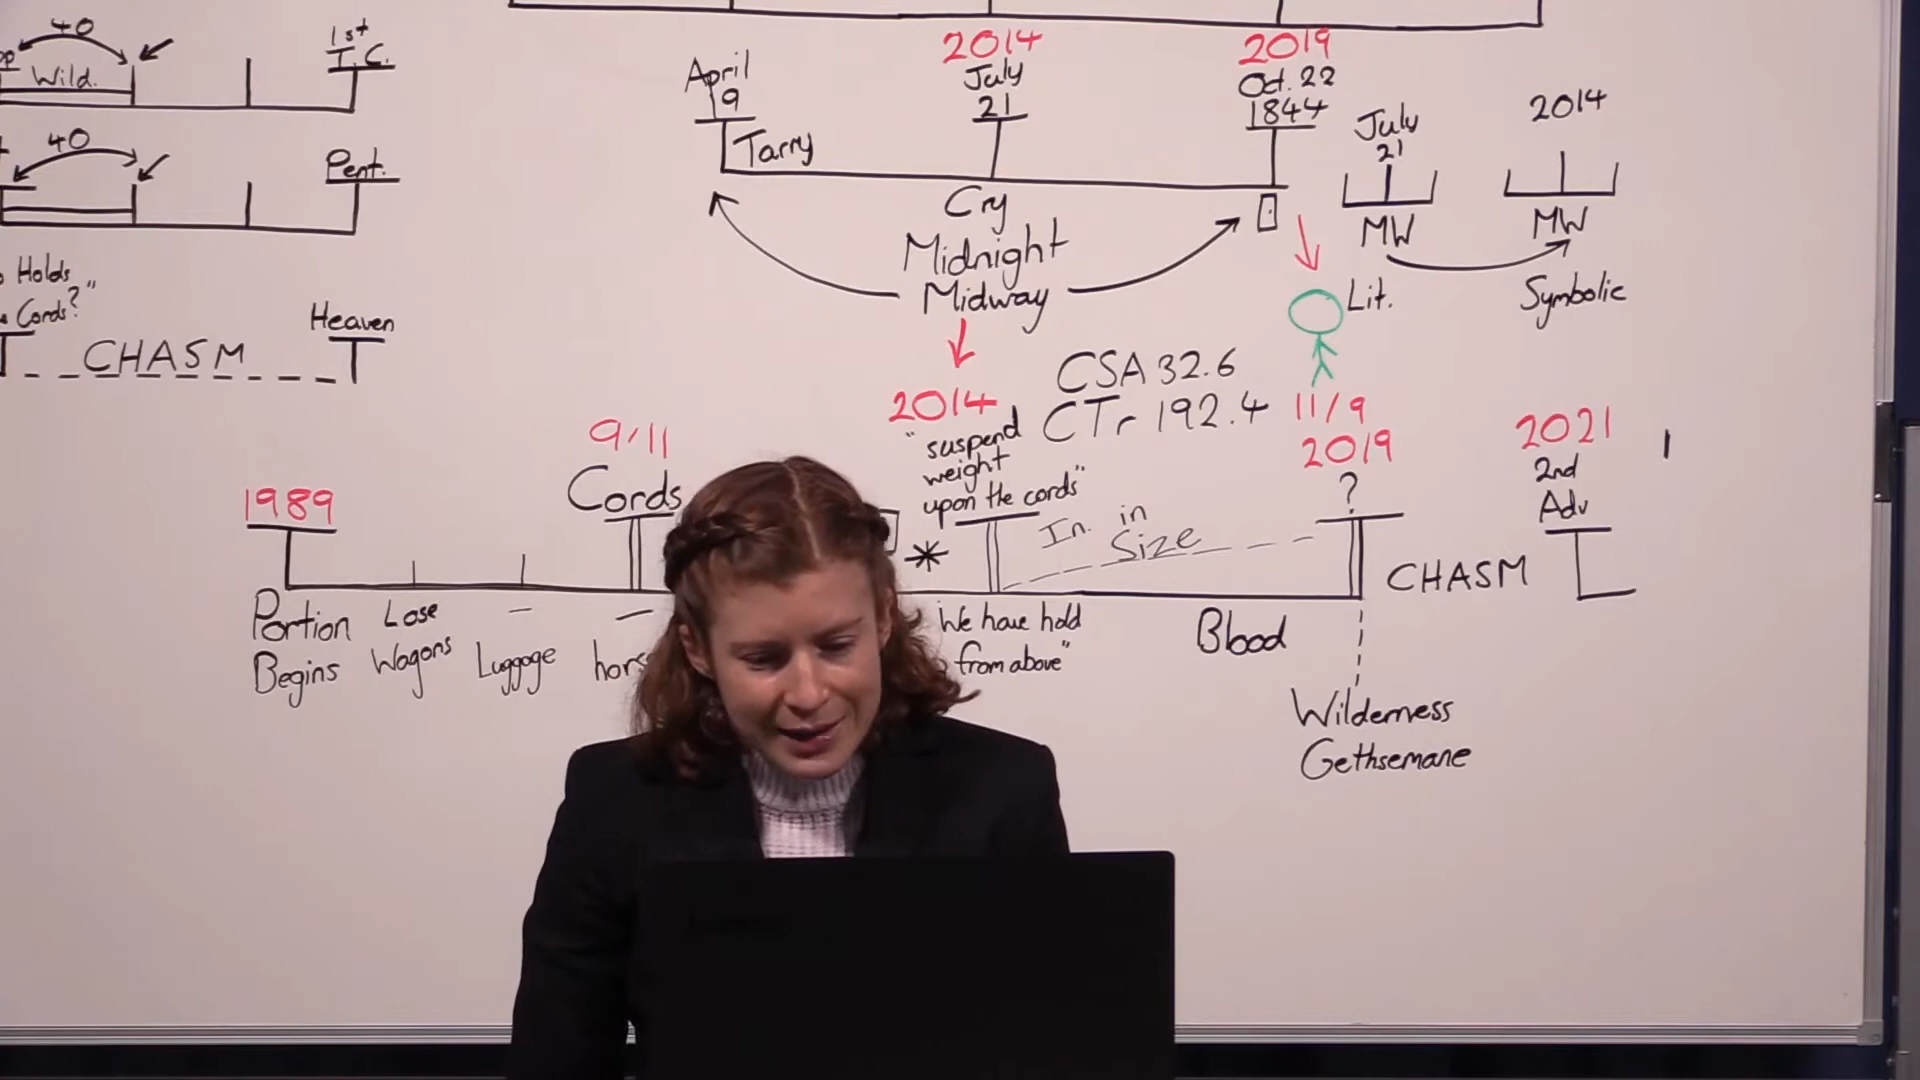 40
Wild.
1st
T.C.
40
Pent.
Holds
Cords?"
CHASM
Heaven
April
19
Tarry
2014
July
21
2019
Oct. 22
1844
Cry
Midnight
Midway
July
21
MW
2014
MW
Lit.
Symbolic
CSA 32.6
CTr 192.4
2014
"suspend
weight
upon the cords"
11/9
2019
?
2021
2nd
Adv
1989
9/11
Cords
In. in
Size
CHASM
Portion
Begins
Lose
Wagons
–
Luggage
–
We have hold
from above"
Blood
Wilderness
Gethsemane